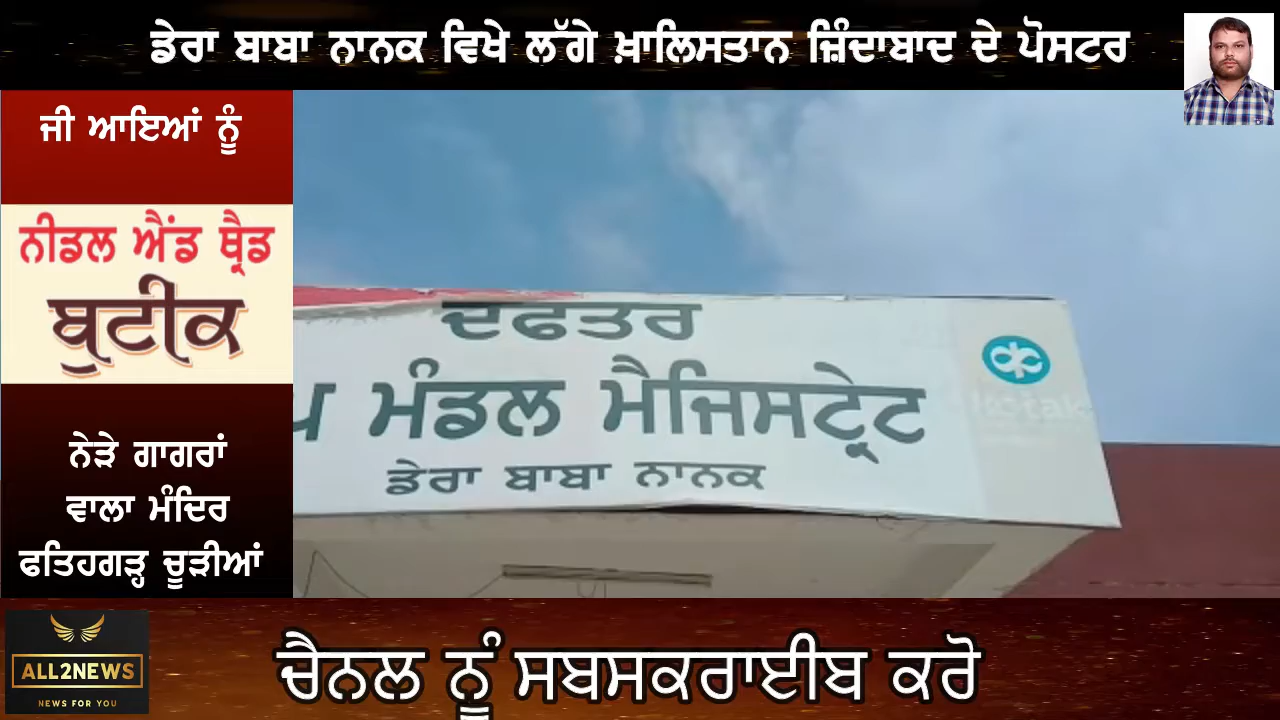 ਡੇਰਾ ਬਾਬਾ ਨਾਨਕ ਵਿਖੇ ਲੱਗੇ ਖ਼ਾਲਿਸਤਾਨ ਜ਼ਿੰਦਾਬਾਦ ਦੇ ਪੋਸਟਰ
ਜੀ ਆਇਆਂ ਨੂੰ
ਨੀਡਲ ਐਂਡ ਥ੍ਰੈਡ
ਬੁਟੀਕ
ਨੇੜੇ ਗਾਗਰਾਂ
ਵਾਲਾ ਮੰਦਿਰ
ਫਤਿਹਗੜ੍ਹ ਚੂੜੀਆਂ
ਦਫਤਰ
ਮੰਡਲ ਮੈਜਿਸਟ੍ਰੇਟ
ਡੇਰਾ ਬਾਬਾ ਨਾਨਕ
kotak
ALL2NEWS
NEWS FOR YOU
ਚੈਨਲ ਨੂੰ ਸਬਸਕਰਾਈਬ ਕਰੋ